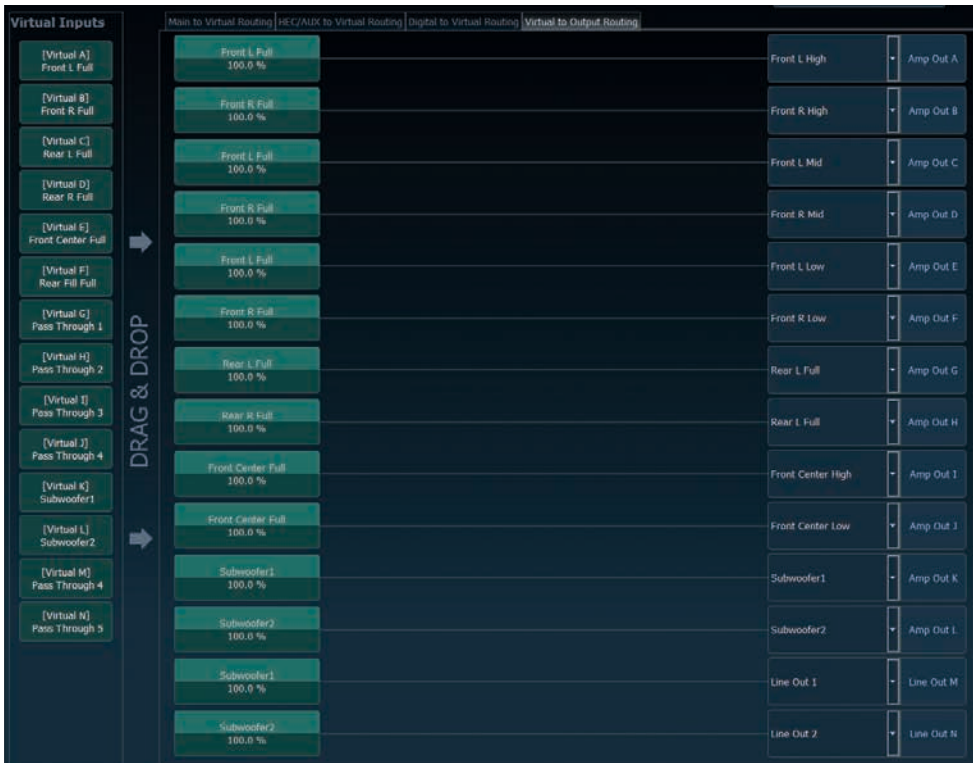 Virtual Inputs
Main to Virtual Routing
HEC/AUX to Virtual Routing
Digital to Virtual Routing
Virtual to Output Routing
[Virtual A]
Front L Full
[Virtual B]
Front R Full
[Virtual C]
Rear L Full
[Virtual D]
Rear R Full
[Virtual E]
Front Center Full
[Virtual F]
Rear Fill Full
[Virtual G]
Pass Through 1
[Virtual H]
Pass Through 2
[Virtual I]
Pass Through 3
[Virtual J]
Pass Through 4
[Virtual K]
Subwoofer1
[Virtual L]
Subwoofer2
[Virtual M]
Pass Through 4
[Virtual N]
Pass Through 5
DRAG & DROP
Front L Full
100.0 %
Front L High
Amp Out A
Front R Full
100.0 %
Front R High
Amp Out B
Front L Full
100.0 %
Front L Mid
Amp Out C
Front R Full
100.0 %
Front R Mid
Amp Out D
Front L Full
100.0 %
Front L Low
Amp Out E
Front R Full
100.0 %
Front R Low
Amp Out F
Rear L Full
100.0 %
Rear L Full
Amp Out G
Rear R Full
100.0 %
Rear L Full
Amp Out H
Front Center Full
100.0 %
Front Center High
Amp Out I
Front Center Full
100.0 %
Front Center Low
Amp Out J
Subwoofer1
100.0 %
Subwoofer1
Amp Out K
Subwoofer2
100.0 %
Subwoofer2
Amp Out L
Subwoofer1
100.0 %
Line Out 1
Line Out M
Subwoofer2
100.0 %
Line Out 2
Line Out N